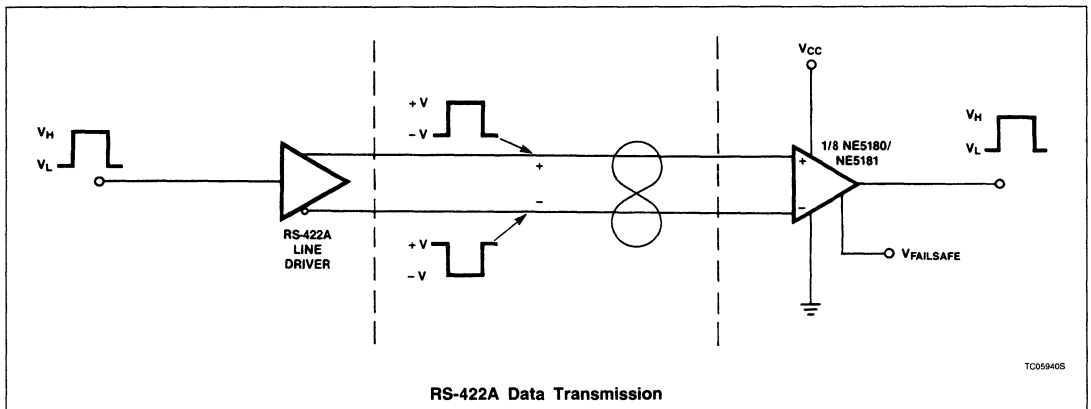 V_CC
+ V
- V
V_H
V_L
1/8 NE5180/
NE5181
V_H
V_L
+
-
+
-
RS-422A
LINE
DRIVER
+ V
- V
V_FAILSAFE
TC05940S
RS-422A Data Transmission